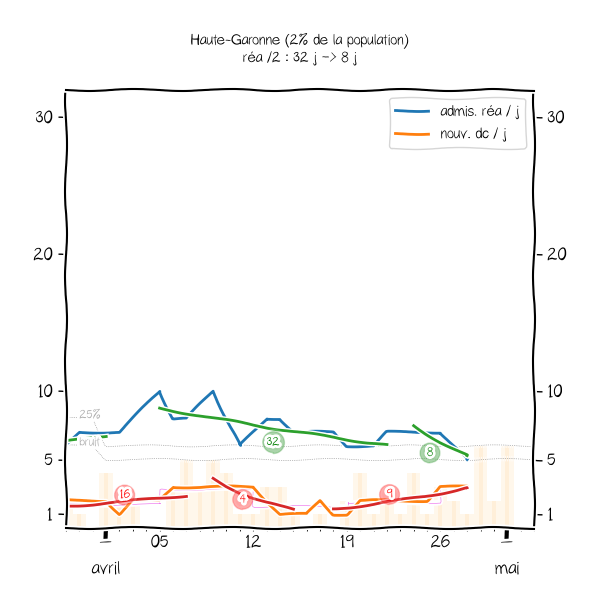 Haute-Garonne (2% de la population)
réa /2 : 32 j -> 8 j
admis. réa / j
nouv. dc / j
30
30
20
20
10
10
25%
bruit
32
8
5
5
16
4
9
1
1
05
12
19
26
avril
mai